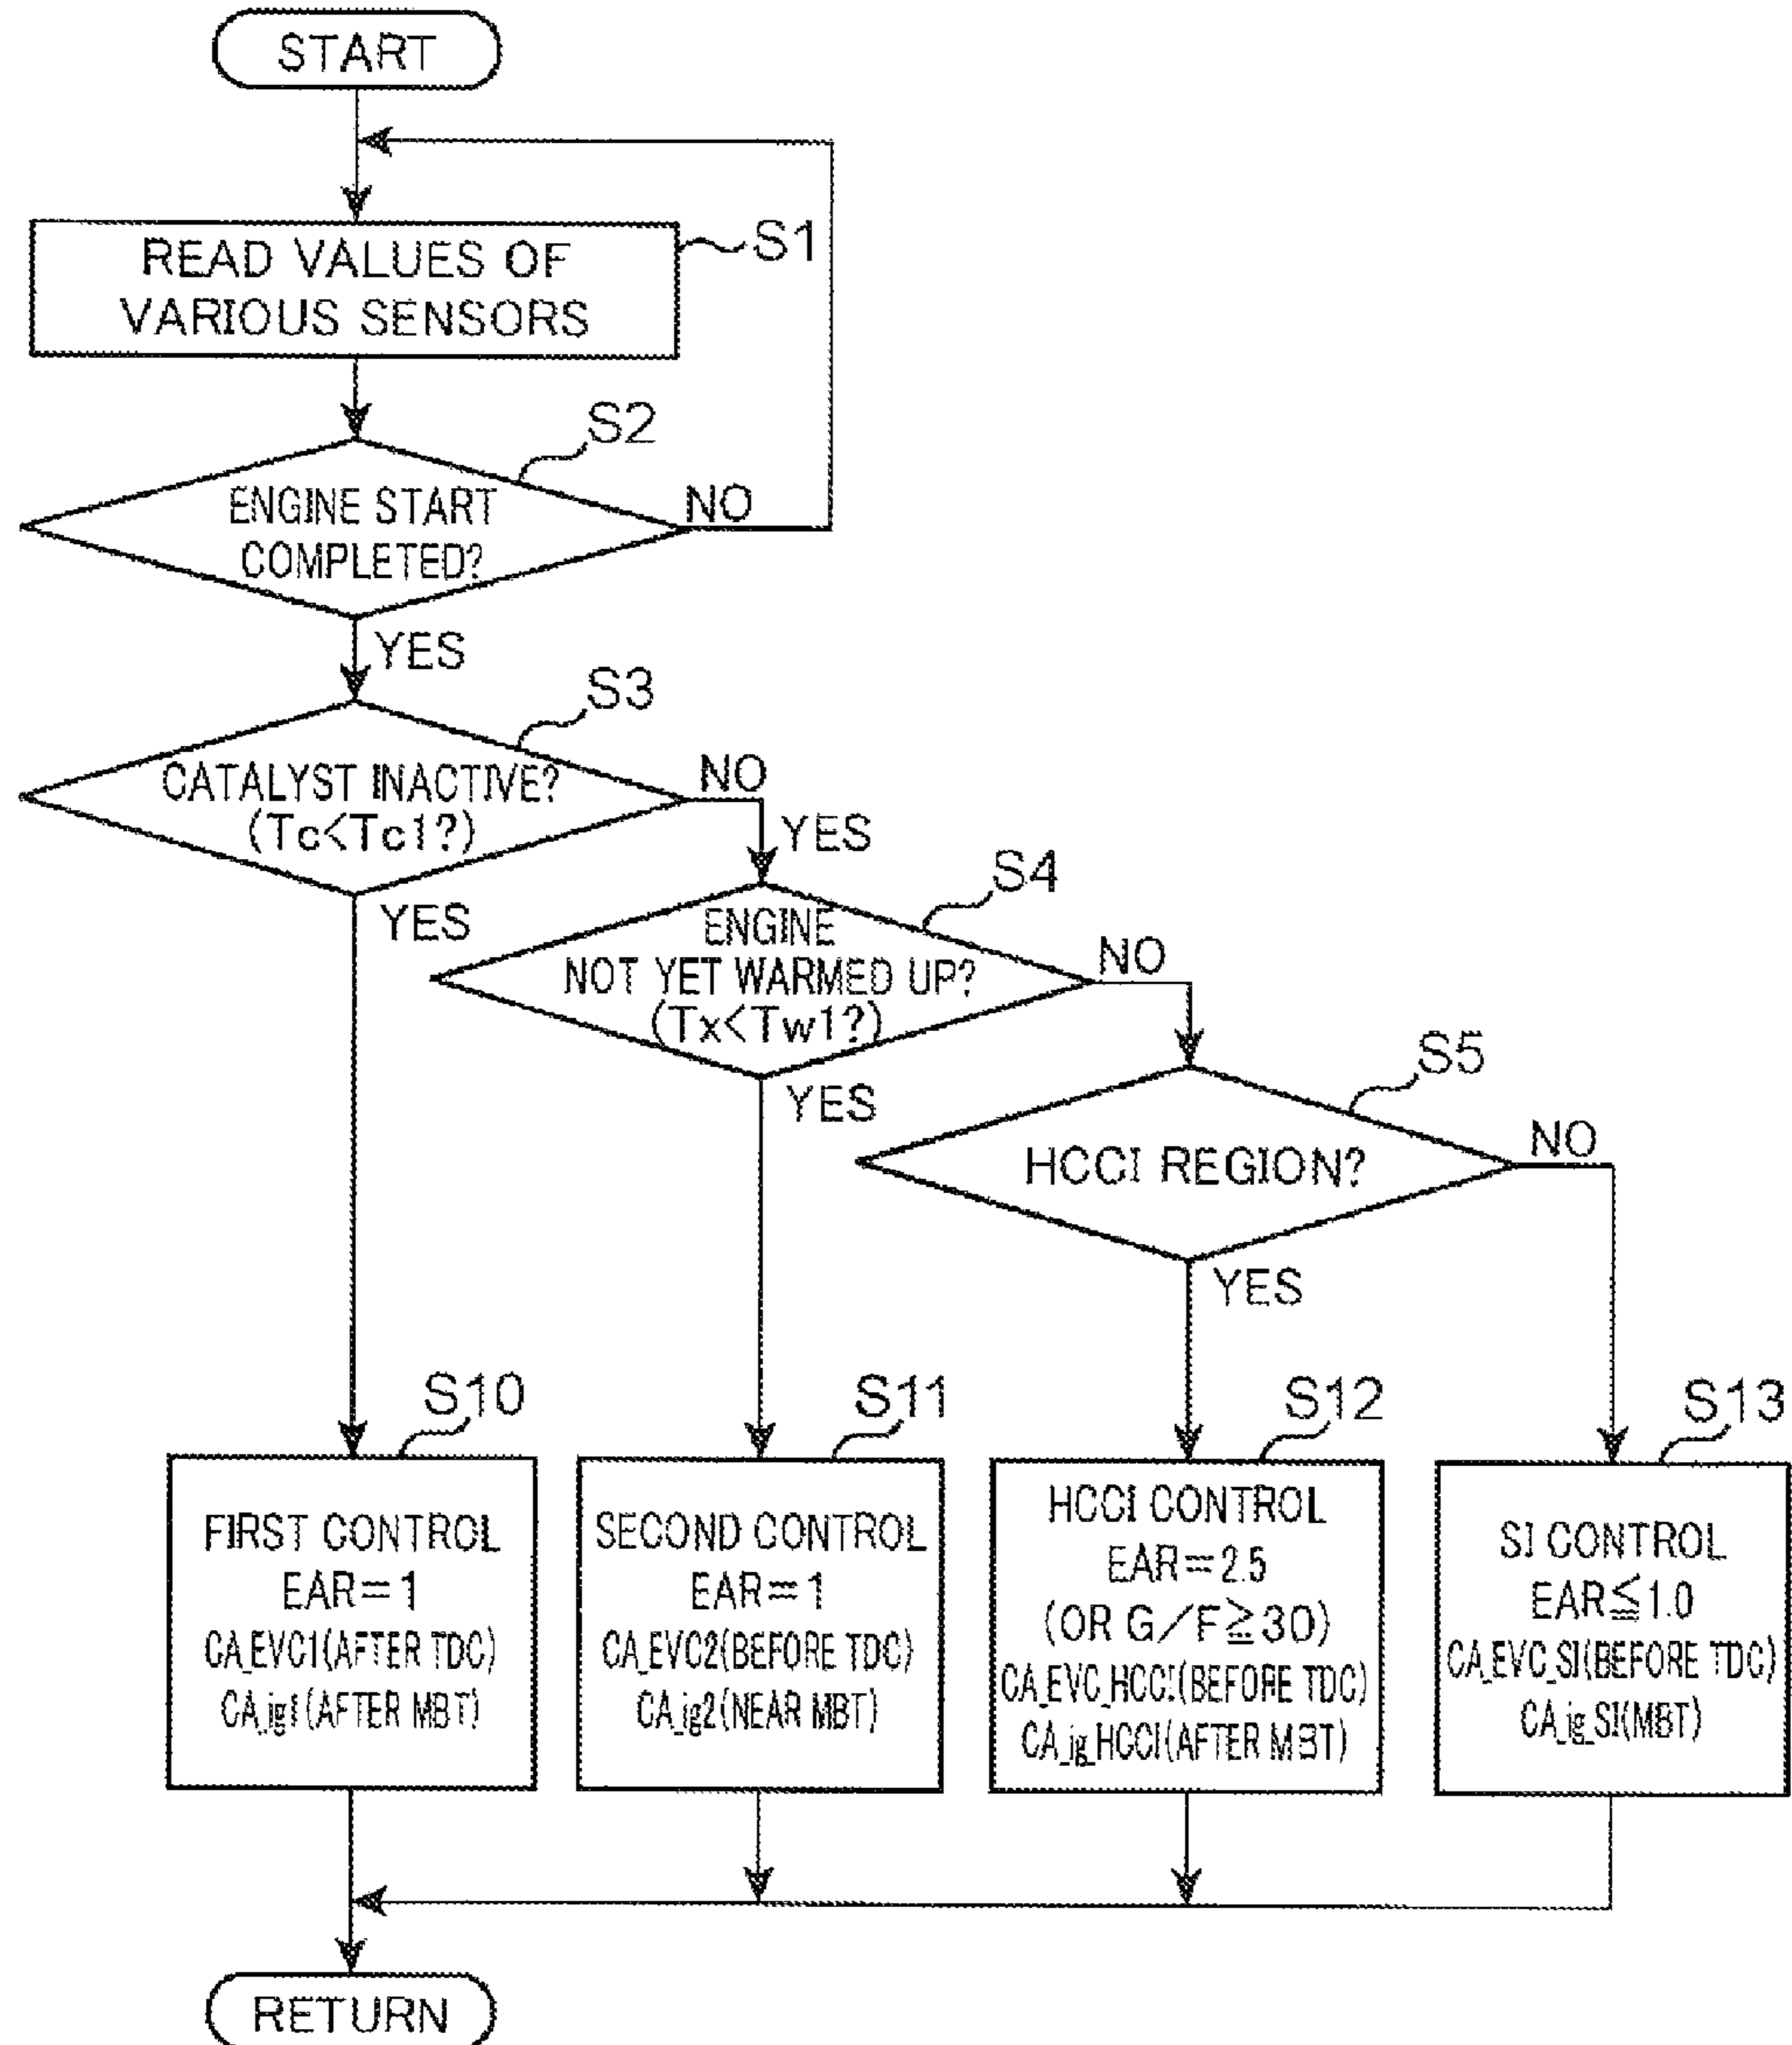 START
READ VALUES OF
VARIOUS SENSORS
S1
S2
ENGINE START
COMPLETED?
NO
YES
S3
CATALYST INACTIVE?
(Tc<Tc1?)
NO
YES
YES
S4
ENGINE
NOT YET WARMED UP?
(Tx<Tw1?)
NO
YES
S5
HCCI REGION?
NO
YES
S10
FIRST CONTROL
EAR=1
CA_EVC1(AFTER TDC)
CA_ig1(AFTER MBT)
S11
SECOND CONTROL
EAR=1
CA_EVC2(BEFORE TDC)
CA_ig2(NEAR MBT)
S12
HCCI CONTROL
EAR=2.5
(OR G/F≧30)
CA_EVC_HCCI(BEFORE TDC)
CA_ig_HCCI(AFTER MBT)
S13
SI CONTROL
EAR≦1.0
CA_EVC_SI(BEFORE TDC)
CA_ig_SI(MBT)
RETURN